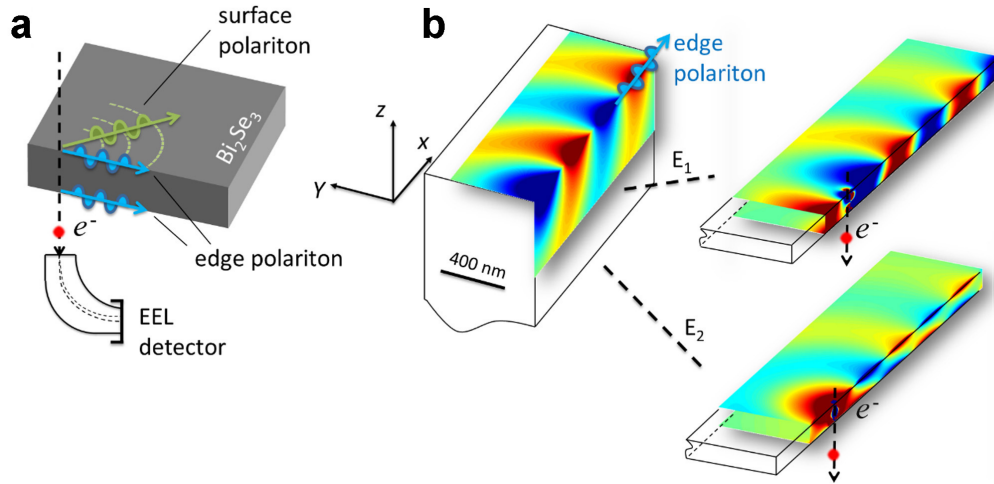 a
surface
polariton
Bi2Se3
e-
edge polariton
EEL
detector
b
edge
polariton
z
x
Y
400 nm
E1
E2
e-
e-